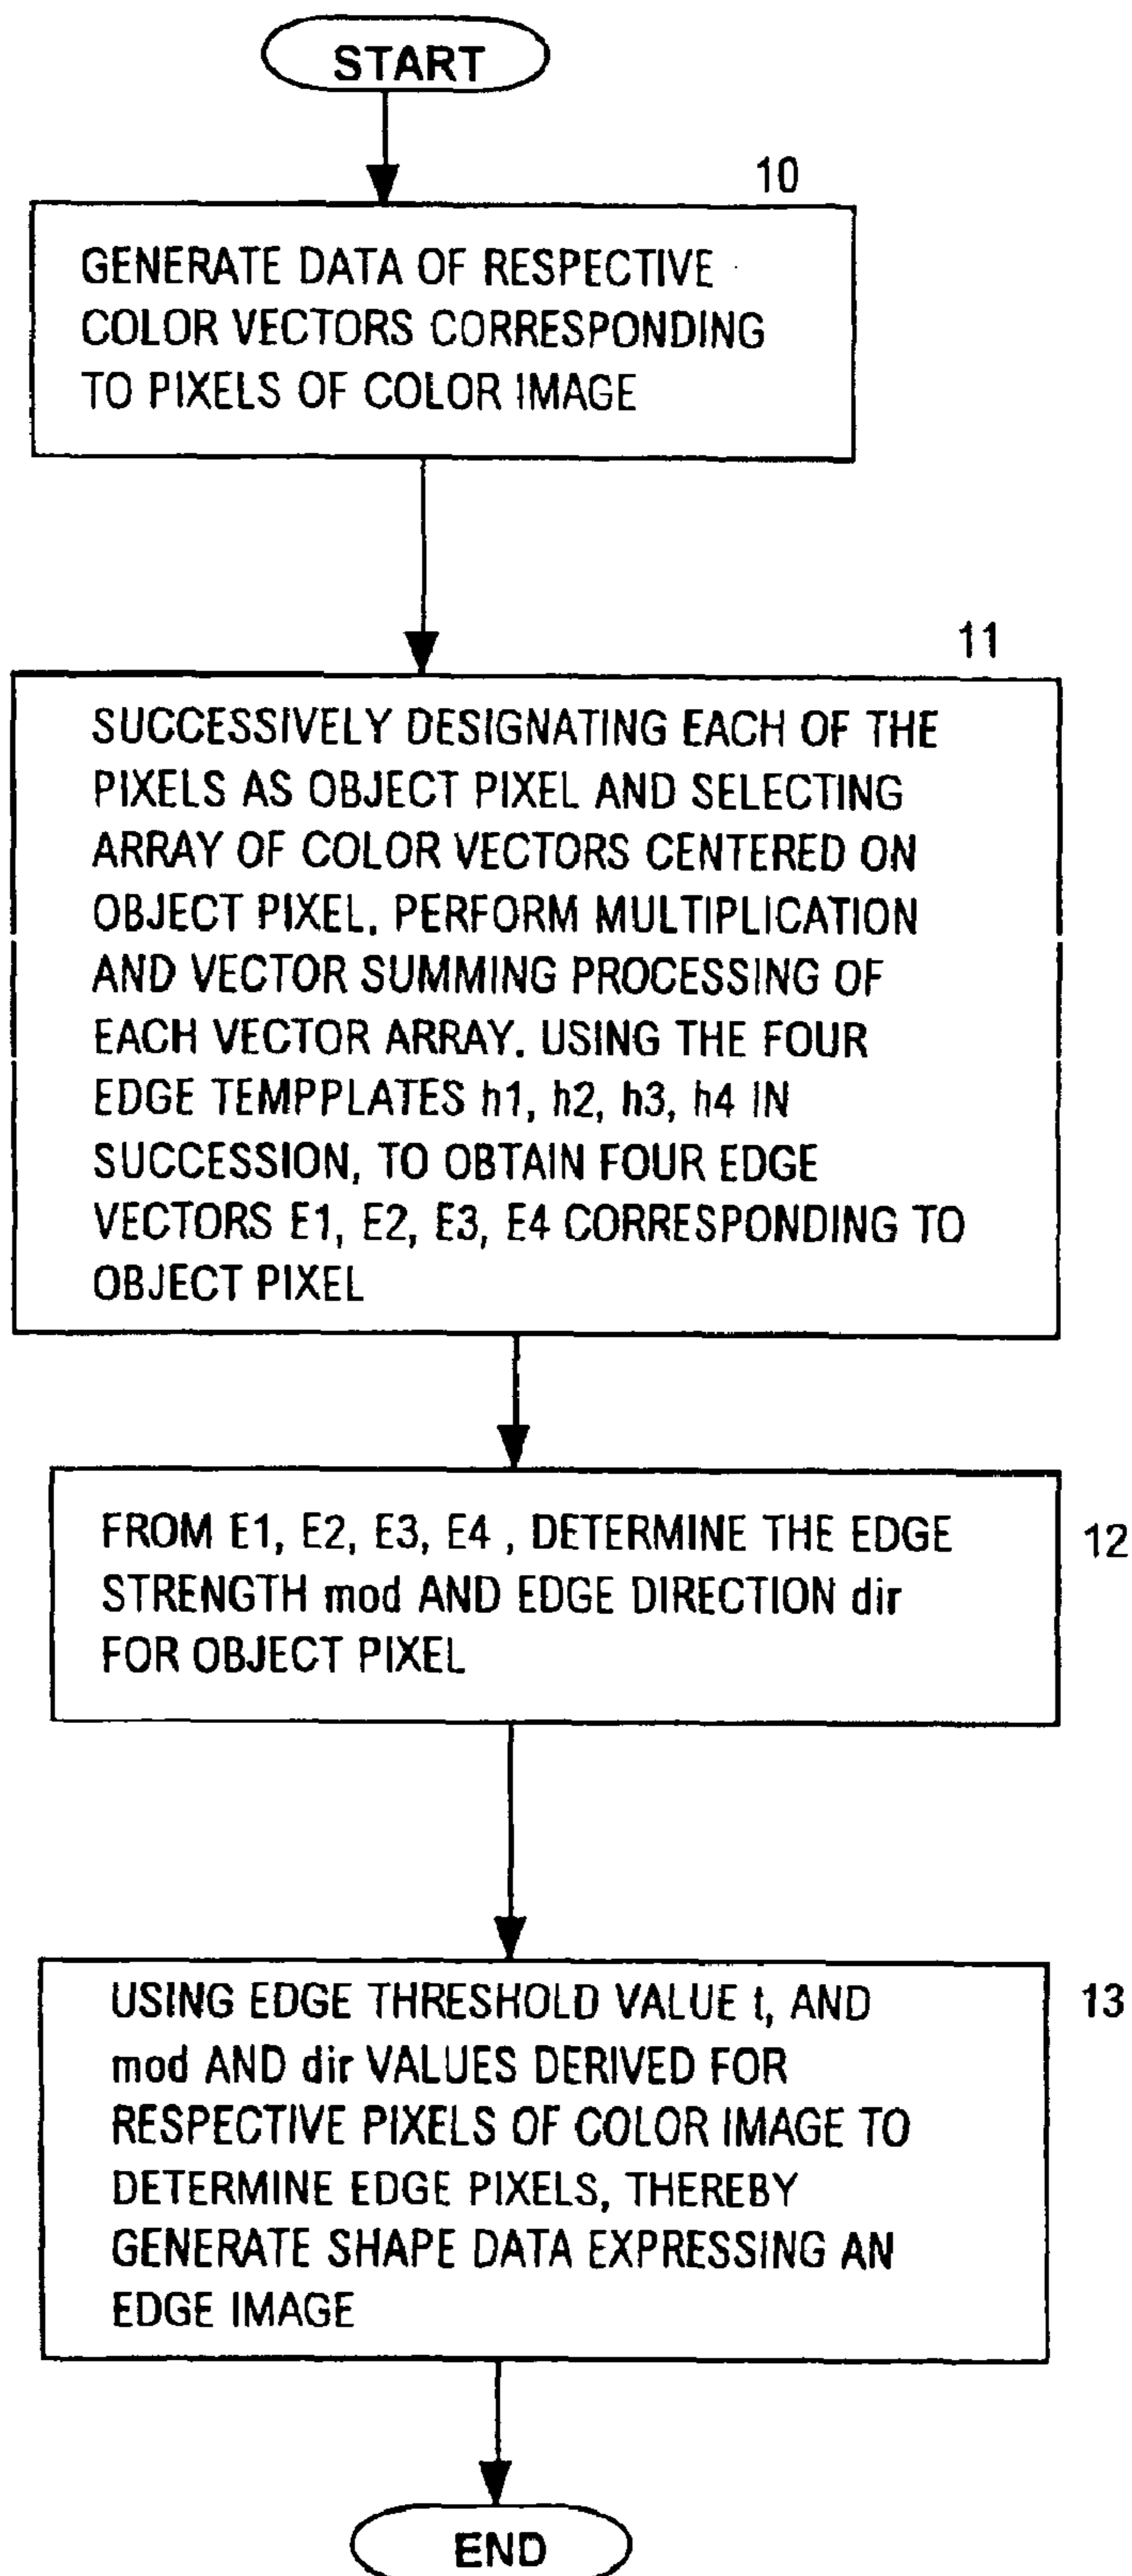 START
10
GENERATE DATA OF RESPECTIVE
COLOR VECTORS CORRESPONDING
TO PIXELS OF COLOR IMAGE
11
SUCCESSIVELY DESIGNATING EACH OF THE
PIXELS AS OBJECT PIXEL AND SELECTING
ARRAY OF COLOR VECTORS CENTERED ON
OBJECT PIXEL, PERFORM MULTIPLICATION
AND VECTOR SUMMING PROCESSING OF
EACH VECTOR ARRAY, USING THE FOUR
EDGE TEMPPLATES h1, h2, h3, h4 IN
SUCCESSION, TO OBTAIN FOUR EDGE
VECTORS E1, E2, E3, E4 CORRESPONDING TO
OBJECT PIXEL
12
FROM E1, E2, E3, E4 , DETERMINE THE EDGE
STRENGTH mod AND EDGE DIRECTION dir
FOR OBJECT PIXEL
13
USING EDGE THRESHOLD VALUE t, AND
mod AND dir VALUES DERIVED FOR
RESPECTIVE PIXELS OF COLOR IMAGE TO
DETERMINE EDGE PIXELS, THEREBY
GENERATE SHAPE DATA EXPRESSING AN
EDGE IMAGE
END